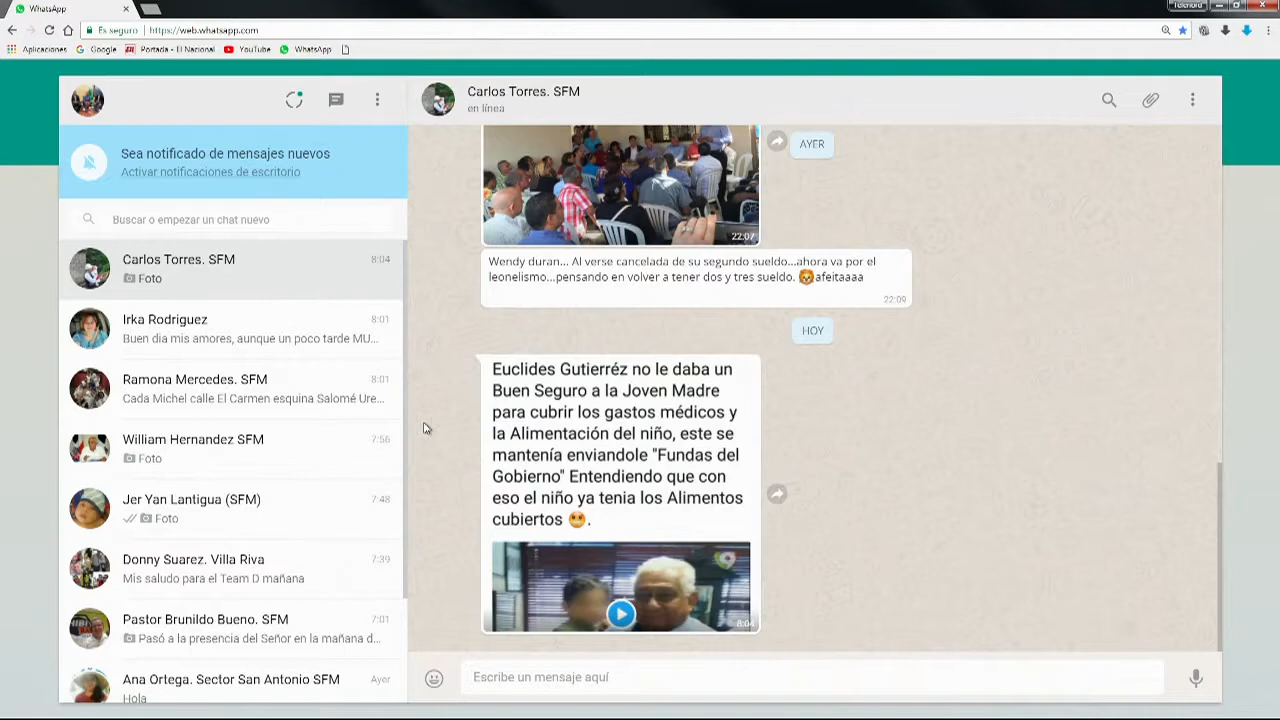 WhatsApp
Telenord
Es seguro | https://web.whatsapp.com
Aplicaciones Google Portada - El Nacional YouTube WhatsApp
Carlos Torres. SFM
en línea
Sea notificado de mensajes nuevos
Activar notificaciones de escritorio
Buscar o empezar un chat nuevo
Carlos Torres. SFM 8:04
Foto
Irka Rodriguez 8:01
Buen dia mis amores, aunque un poco tarde MU...
Ramona Mercedes. SFM 8:01
Cada Michel calle El Carmen esquina Salomé Ure...
William Hernandez SFM 7:56
Foto
Jer Yan Lantigua (SFM) 7:48
Foto
Donny Suarez. Villa Riva 7:39
Mis saludo para el Team D mañana
Pastor Brunildo Bueno. SFM 7:01
Pasó a la presencia del Señor en la mañana d...
Ana Ortega. Sector San Antonio SFM Ayer
Hola
AYER
22:07
Wendy duran... Al verse cancelada de su segundo sueldo...ahora va por el
leonelismo...pensando en volver a tener dos y tres sueldo. 🦁afeitaaaa
22:09
HOY
Euclides Gutierréz no le daba un
Buen Seguro a la Joven Madre
para cubrir los gastos médicos y
la Alimentación del niño, este se
mantenía enviandole "Fundas del
Gobierno" Entendiendo que con
eso el niño ya tenia los Alimentos
cubiertos 😬.
8:04
Escribe un mensaje aquí